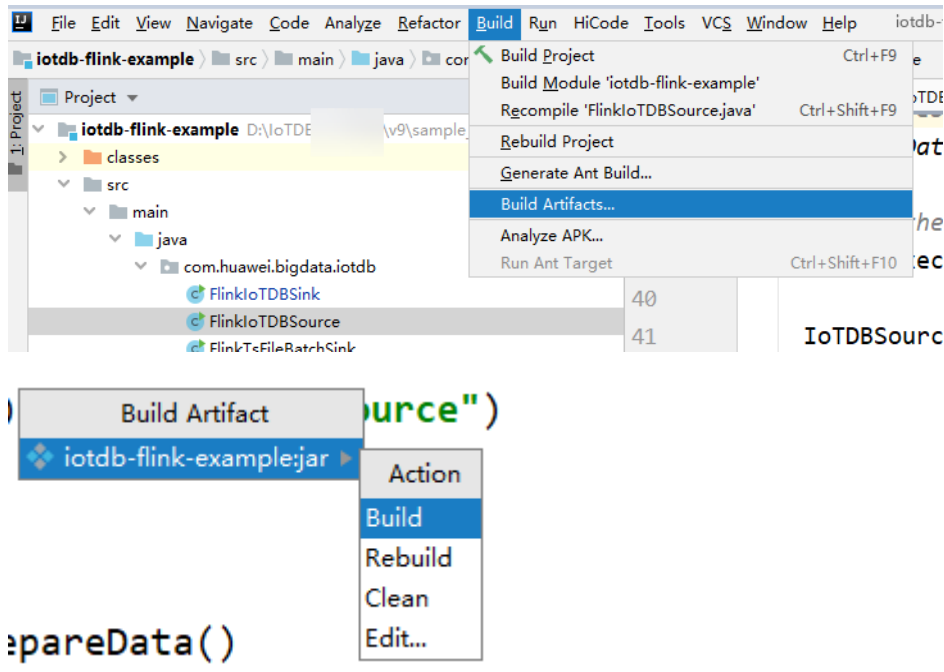 File Edit View Navigate Code Analyze Refactor Build Run HiCode Tools VCS Window Help
iotdb-flink-example src main java
Build Project Ctrl+F9
Build Module 'iotdb-flink-example'
Recompile 'FlinkIoTDBSource.java' Ctrl+Shift+F9
Rebuild Project
Generate Ant Build...
Build Artifacts...
Analyze APK...
Run Ant Target Ctrl+Shift+F10
1: Project
Project
iotdb-flink-example D:\IoTDB \v9\sample_
classes
src
main
java
com.huawei.bigdata.iotdb
FlinkIoTDBSink
FlinkIoTDBSource
FlinkTsFileBatchSink
40
41 IoTDBSourc
Build Artifact
urce")
iotdb-flink-example:jar
Action
Build
Rebuild
Clean
Edit...
epareData()